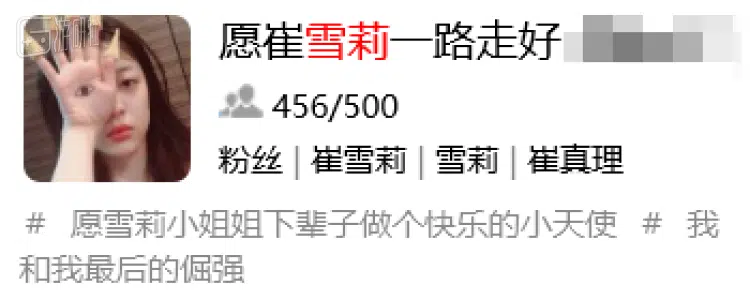 愿崔雪莉一路走好
456/500
粉丝 | 崔雪莉 | 雪莉 | 崔真理
# 愿雪莉小姐姐下辈子做个快乐的小天使 # 我
和我最后的倔强